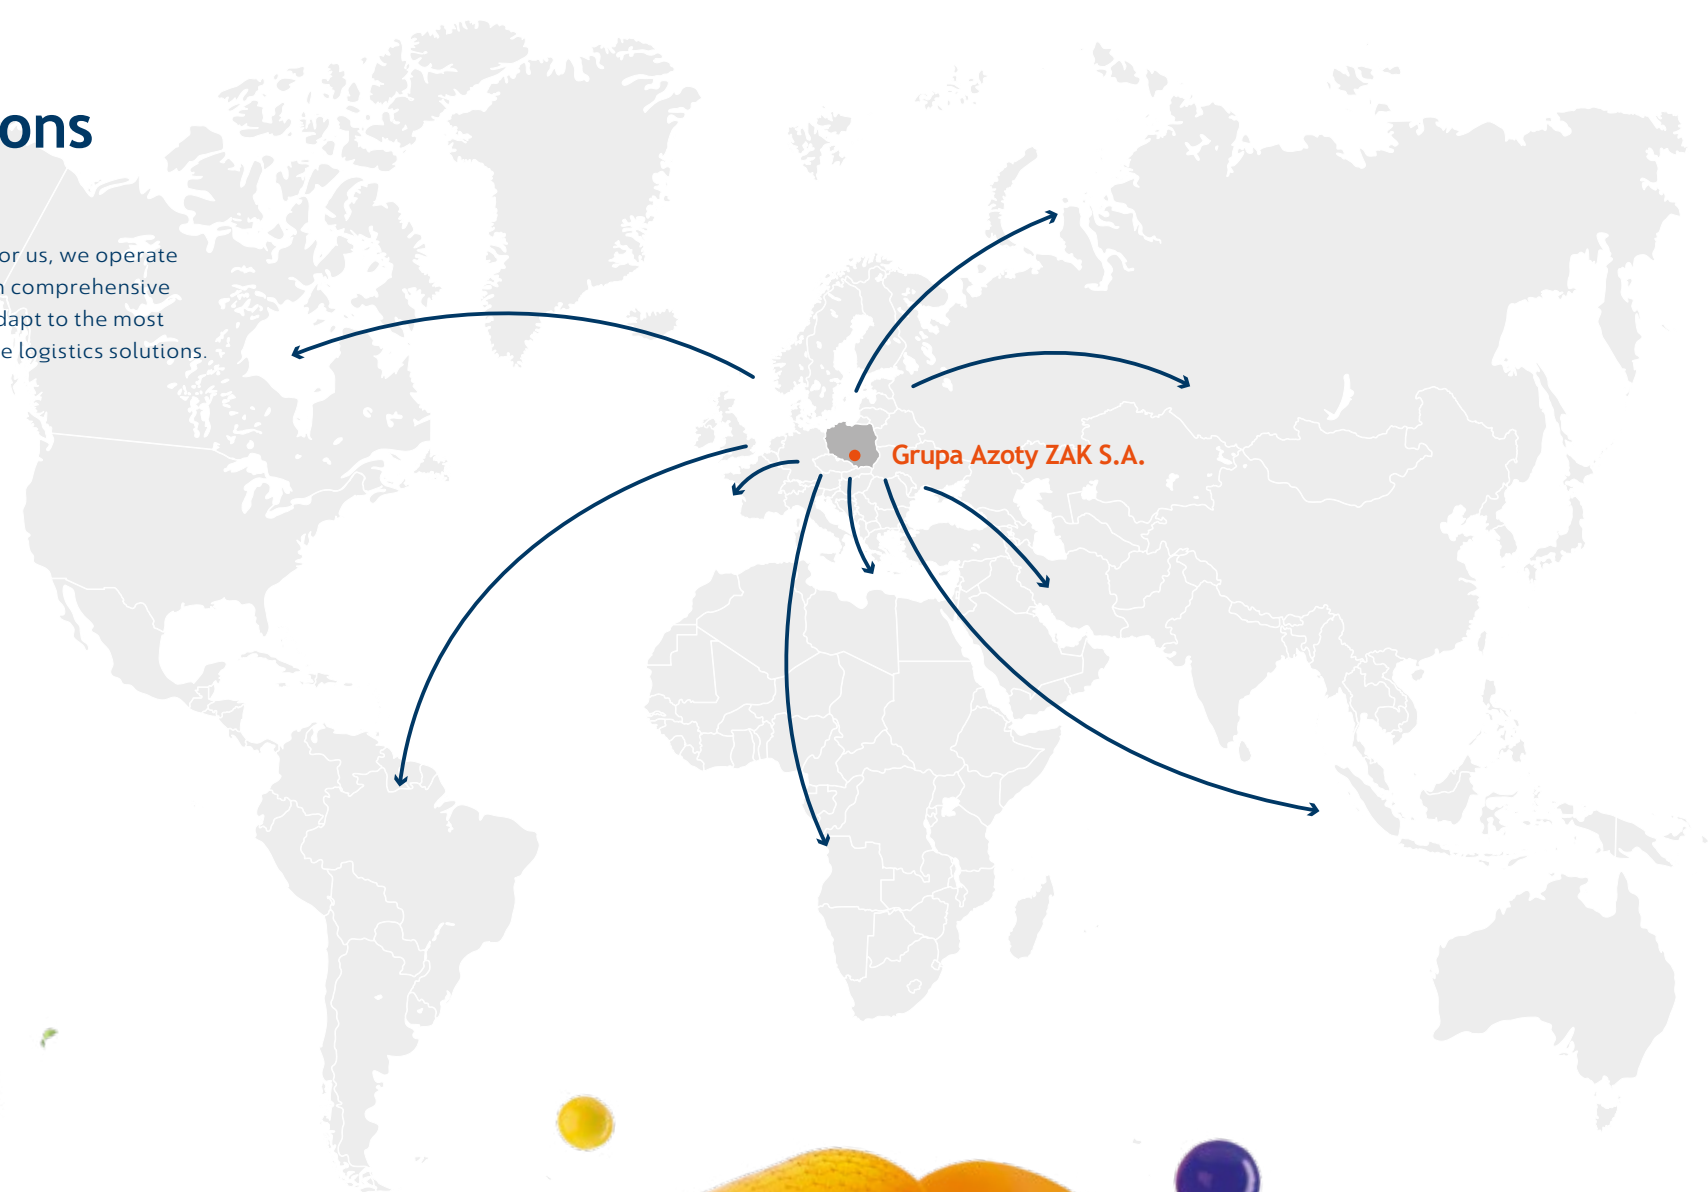 ons
or us, we operate
comprehensive
dapt to the most
e logistics solutions.
Grupa Azoty ZAK S.A.